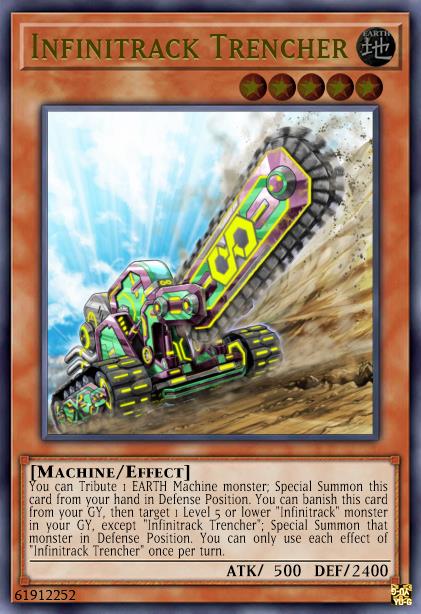 Infinitrack Trencher
EARTH
地
[Machine/Effect]
You can Tribute 1 EARTH Machine monster; Special Summon this
card from your hand in Defense Position. You can banish this card
from your GY, then target 1 Level 5 or lower "Infinitrack" monster
in your GY, except "Infinitrack Trencher"; Special Summon that
monster in Defense Position. You can only use each effect of
"Infinitrack Trencher" once per turn.
ATK/ 500 DEF/2400
61912252